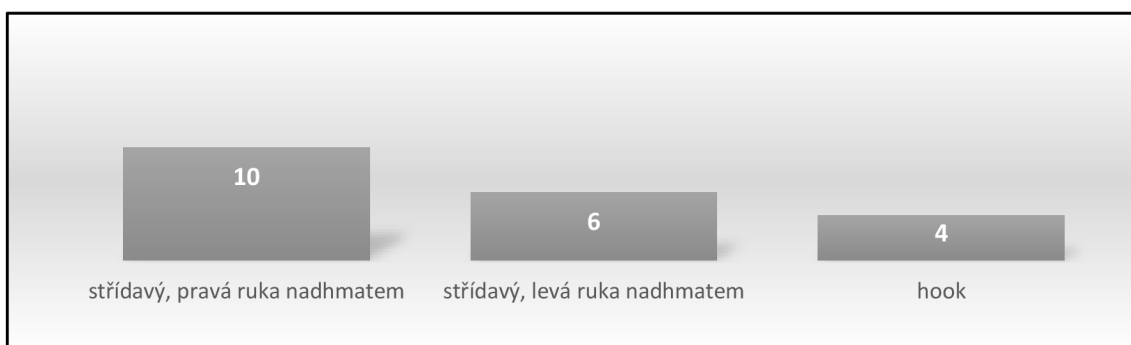 10
6
4
střídavý, pravá ruka nadhmatem
střídavý, levá ruka nadhmatem
hook